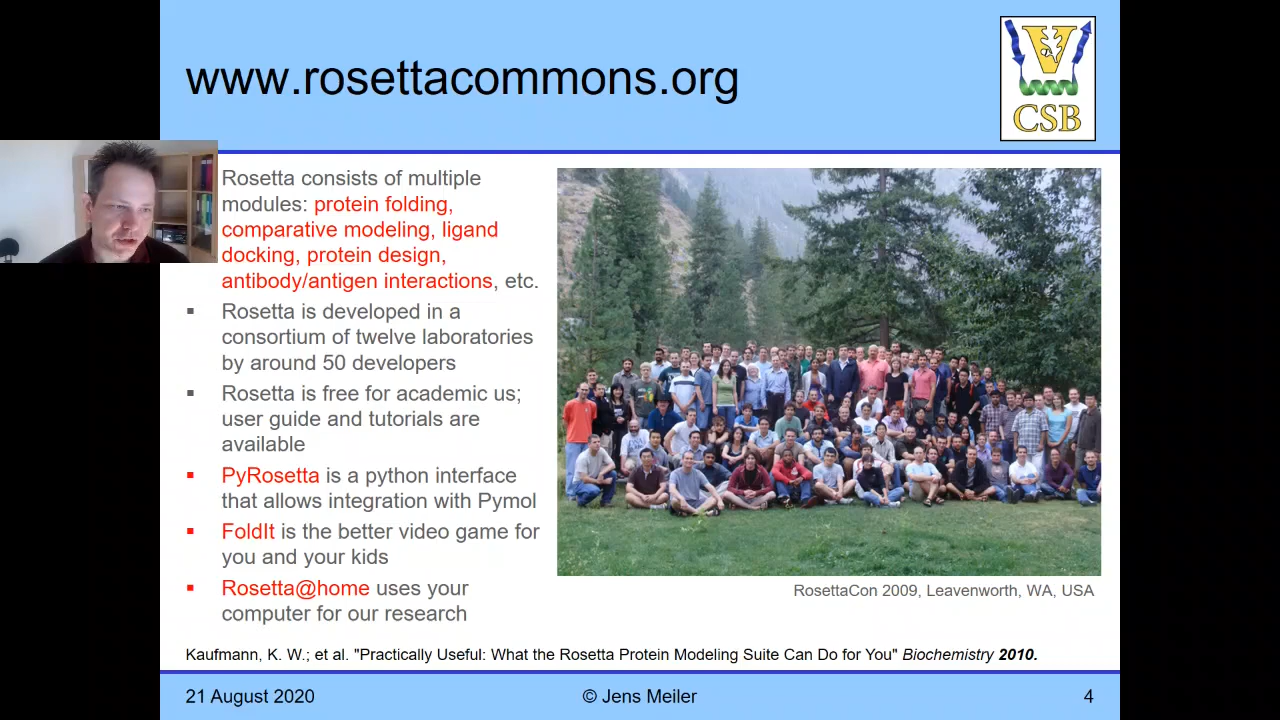 www.rosettacommons.org
CSB
Rosetta consists of multiple
modules: protein folding,
comparative modeling, ligand
docking, protein design,
antibody/antigen interactions, etc.
▪ Rosetta is developed in a
consortium of twelve laboratories
by around 50 developers
▪ Rosetta is free for academic us;
user guide and tutorials are
available
▪ PyRosetta is a python interface
that allows integration with Pymol
▪ FoldIt is the better video game for
you and your kids
▪ Rosetta@home uses your
computer for our research
RosettaCon 2009, Leavenworth, WA, USA
Kaufmann, K. W.; et al. "Practically Useful: What the Rosetta Protein Modeling Suite Can Do for You" Biochemistry 2010.
21 August 2020
© Jens Meiler
4